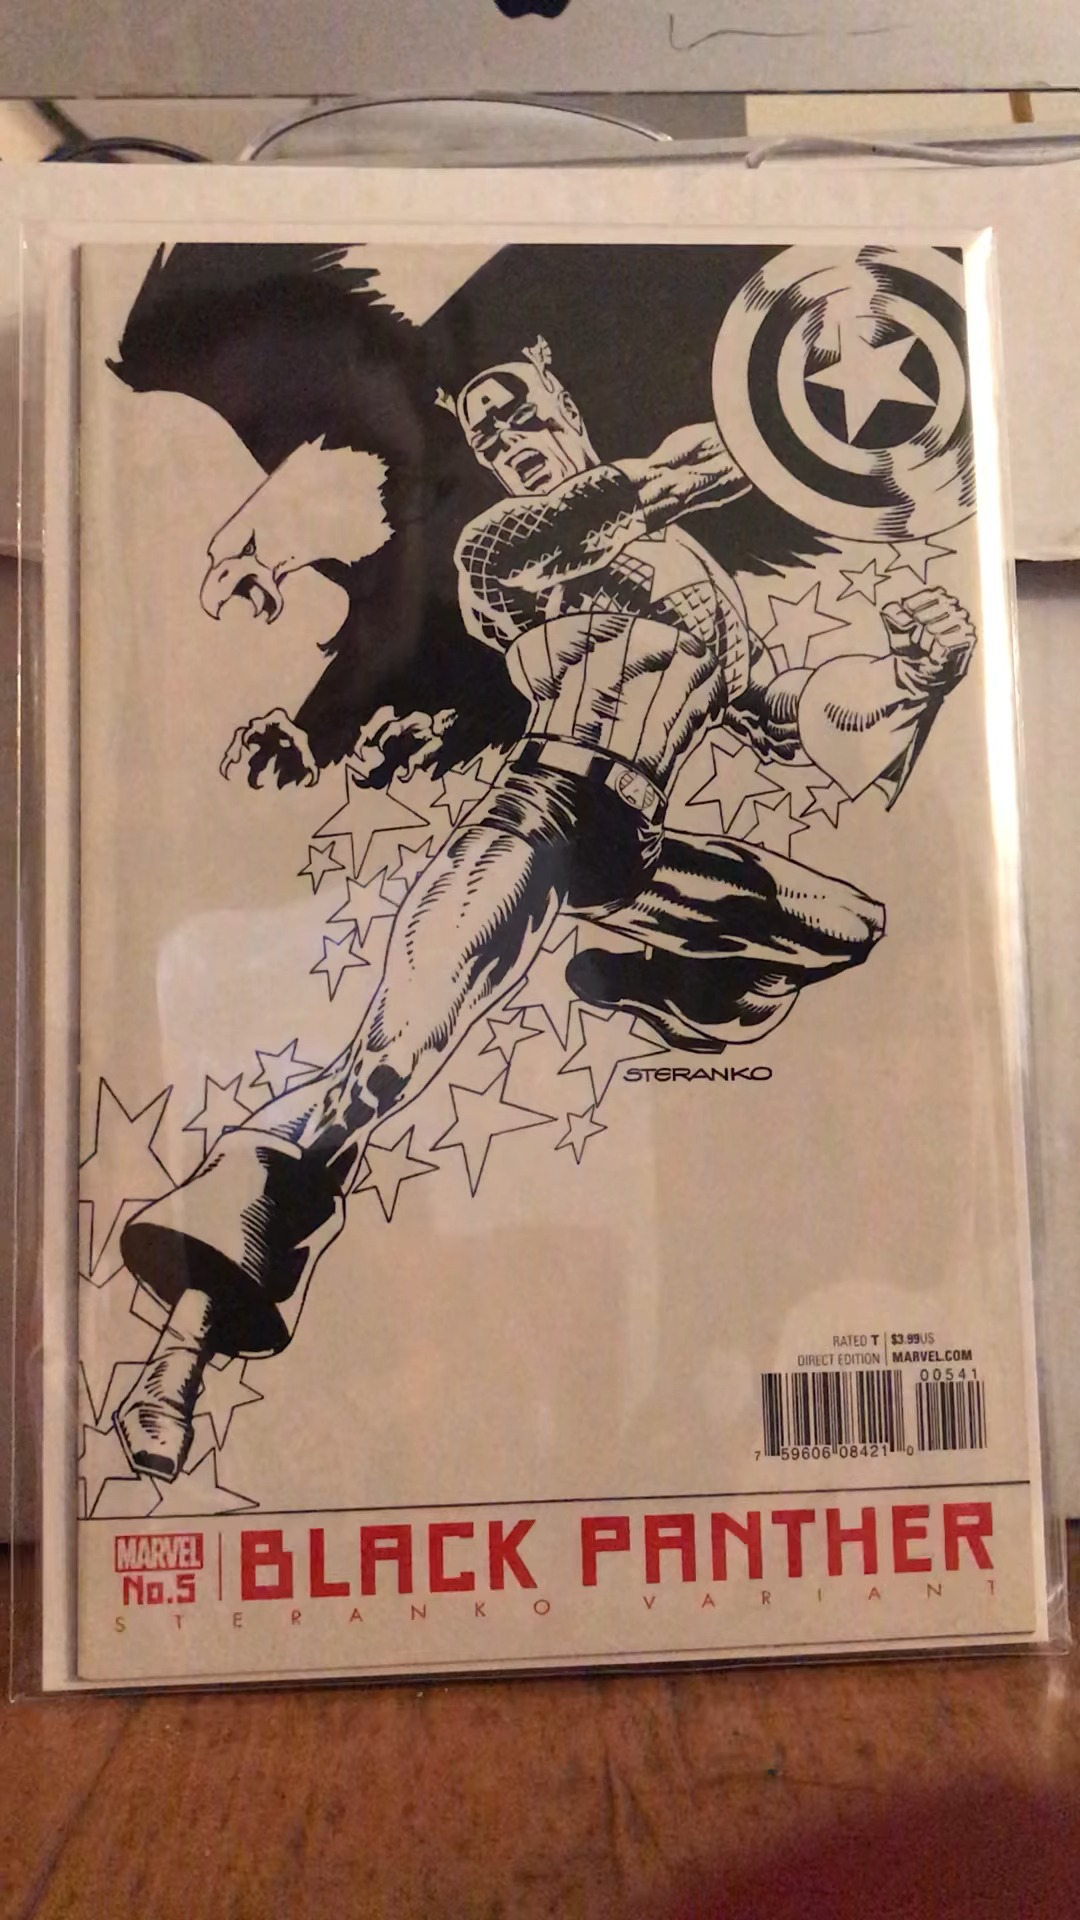 A
A
STERANKO
RATED T | $3.99US
DIRECT EDITION | MARVEL.COM
00541
7 59606 08421 0
MARVEL
No.5
BLACK PANTHER
STERANKO VARIANT